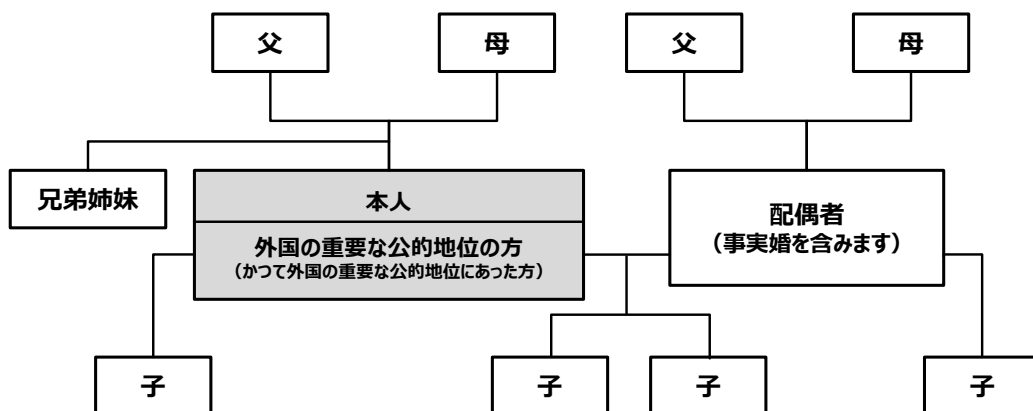 父
母
父
母
兄弟姉妹
本人
外国の重要な公的地位の方
（かつて外国の重要な公的地位にあった方）
配偶者
（事実婚を含みます）
子
子
子
子